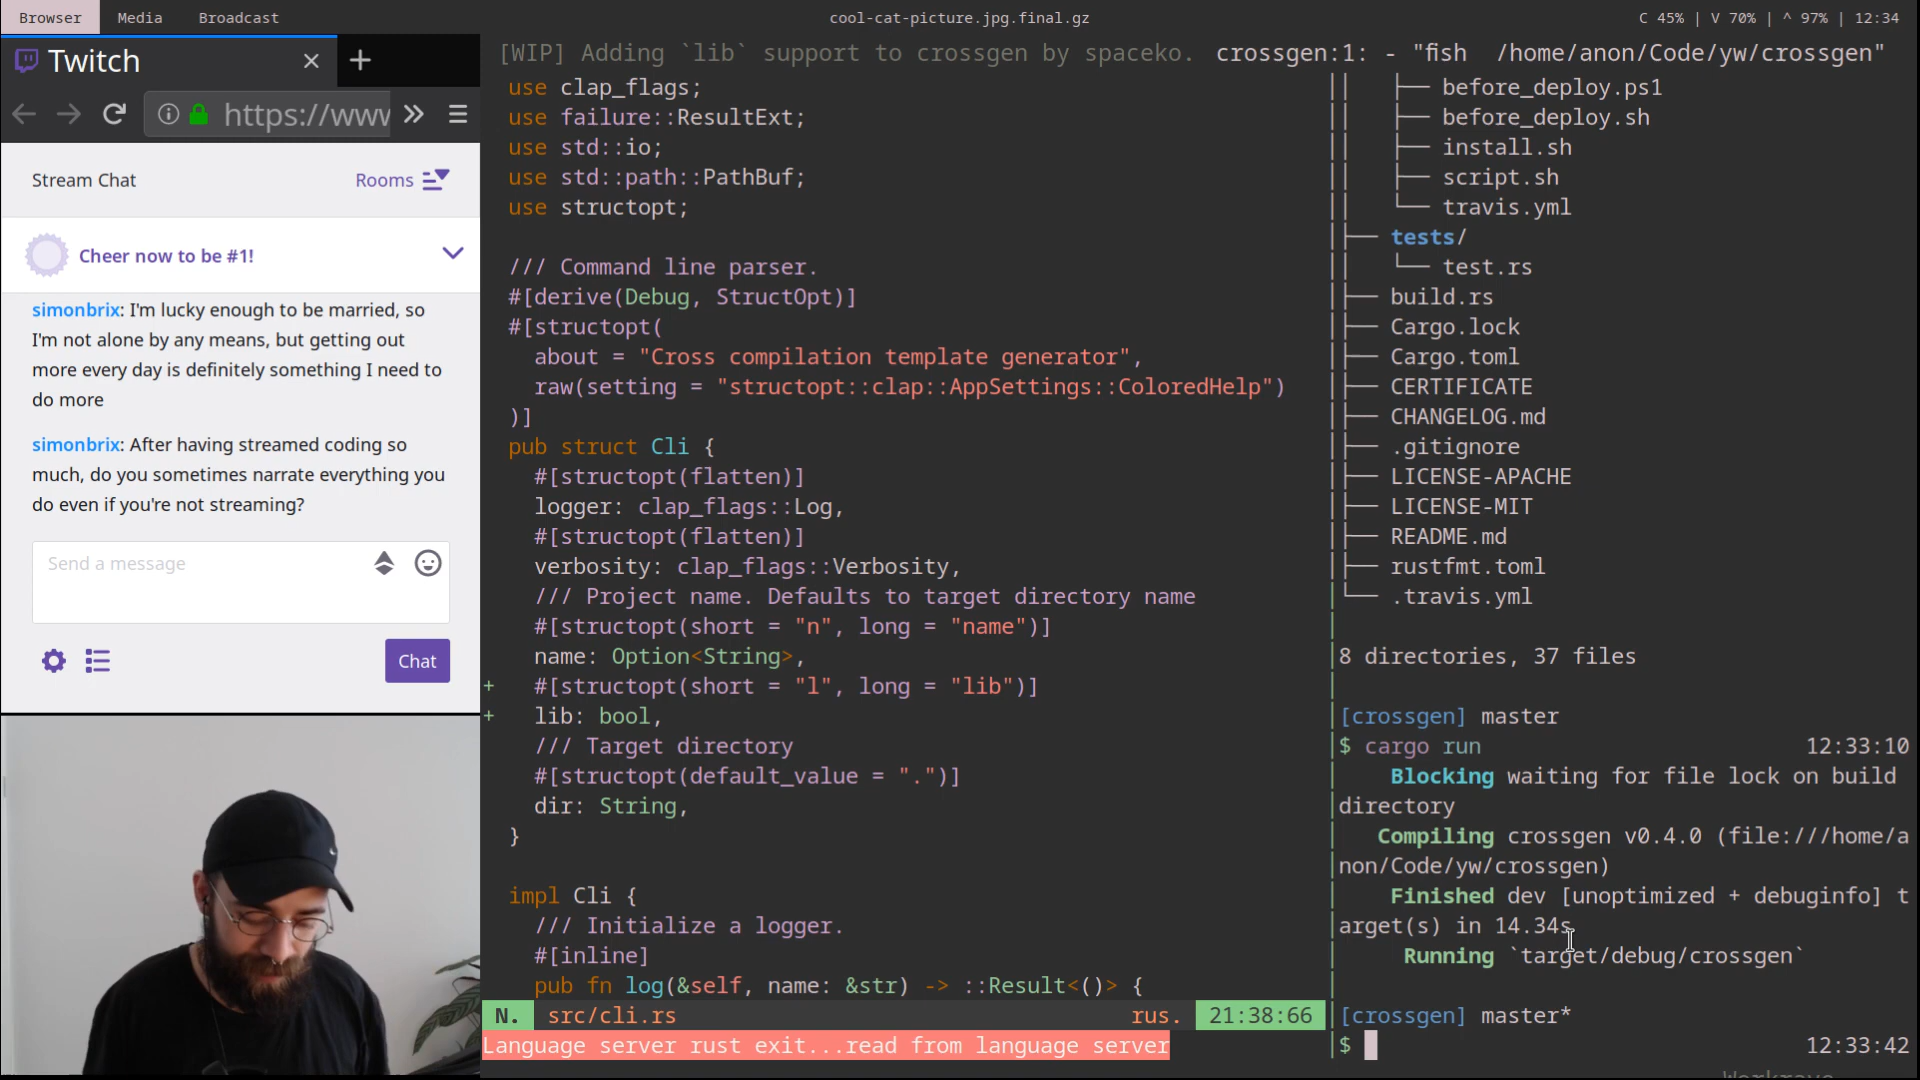 Browser Media Broadcast
cool-cat-picture.jpg.final.gz
C 45% | V 70% | ^ 97% | 12:34
Twitch
https://www
Stream Chat
Rooms
Cheer now to be #1!
simonbrix: I'm lucky enough to be married, so
I'm not alone by any means, but getting out
more every day is definitely something I need to
do more
simonbrix: After having streamed coding so
much, do you sometimes narrate everything you
do even if you're not streaming?
Send a message
Chat
[WIP] Adding `lib` support to crossgen by spaceko. crossgen:1: - "fish  /home/anon/Code/yw/crossgen"
use clap_flags;
use failure::ResultExt;
use std::io;
use std::path::PathBuf;
use structopt;
/// Command line parser.
#[derive(Debug, StructOpt)]
#[structopt(
  about = "Cross compilation template generator",
  raw(setting = "structopt::clap::AppSettings::ColoredHelp")
)]
pub struct Cli {
  #[structopt(flatten)]
  logger: clap_flags::Log,
  #[structopt(flatten)]
  verbosity: clap_flags::Verbosity,
  /// Project name. Defaults to target directory name
  #[structopt(short = "n", long = "name")]
  name: Option<String>,
+ #[structopt(short = "l", long = "lib")]
+ lib: bool,
  /// Target directory
  #[structopt(default_value = ".")]
  dir: String,
}
impl Cli {
  /// Initialize a logger.
  #[inline]
  pub fn log(&self, name: &str) -> ::Result<()> {
N. src/cli.rs rus. 21:38:66
Language server rust exit...read from language server
││   ├── before_deploy.ps1
││   ├── before_deploy.sh
││   ├── install.sh
││   ├── script.sh
││   └── travis.yml
│├── tests/
││   └── test.rs
│├── build.rs
│├── Cargo.lock
│├── Cargo.toml
│├── CERTIFICATE
│├── CHANGELOG.md
│├── .gitignore
│├── LICENSE-APACHE
│├── LICENSE-MIT
│├── README.md
│├── rustfmt.toml
│└── .travis.yml
│8 directories, 37 files
│[crossgen] master
│$ cargo run 12:33:10
│    Blocking waiting for file lock on build
│directory
│   Compiling crossgen v0.4.0 (file:///home/a
│non/Code/yw/crossgen)
│    Finished dev [unoptimized + debuginfo] t
│arget(s) in 14.34s
│     Running `target/debug/crossgen`
│[crossgen] master*
│$ 12:33:42